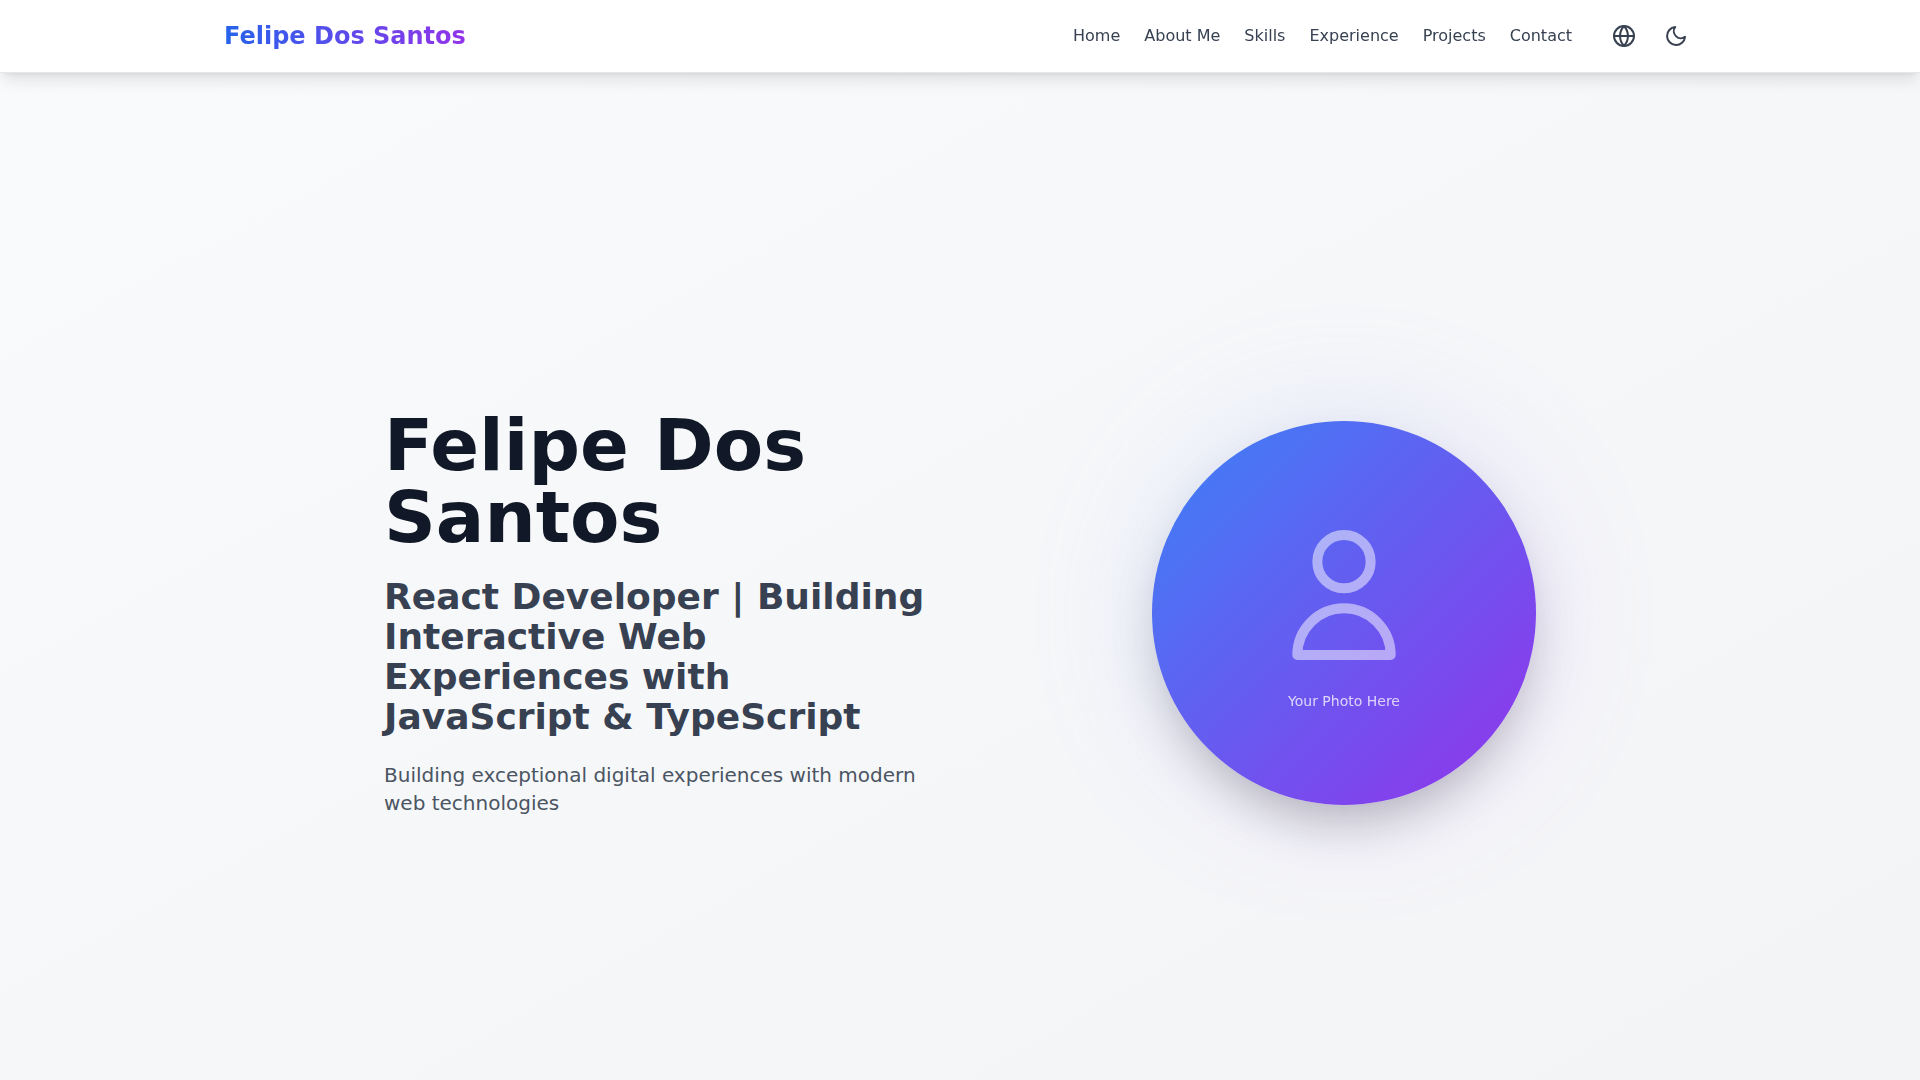 Felipe Dos Santos
Home
About Me
Skills
Experience
Projects
Contact
Felipe Dos
Santos
React Developer | Building
Interactive Web
Experiences with
JavaScript & TypeScript
Building exceptional digital experiences with modern
web technologies
Your Photo Here